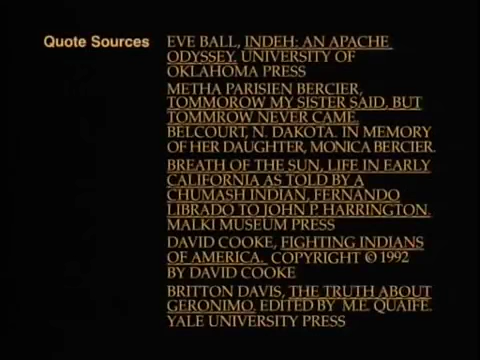 Quote Sources EVE BALL, INDEH: AN APACHE
ODYSSEY. UNIVERSITY OF
OKLAHOMA PRESS
METHA PARISIEN BERCIER,
TOMMOROW MY SISTER SAID, BUT
TOMMROW NEVER CAME.
BELCOURT, N. DAKOTA. IN MEMORY
OF HER DAUGHTER, MONICA BERCIER.
BREATH OF THE SUN, LIFE IN EARLY
CALIFORNIA AS TOLD BY A
CHUMASH INDIAN, FERNANDO
LIBRADO TO JOHN P. HARRINGTON.
MALKI MUSEUM PRESS
DAVID COOKE, FIGHTING INDIANS
OF AMERICA. COPYRIGHT © 1992
BY DAVID COOKE
BRITTON DAVIS, THE TRUTH ABOUT
GERONIMO. EDITED BY M.E. QUAIFE.
YALE UNIVERSITY PRESS